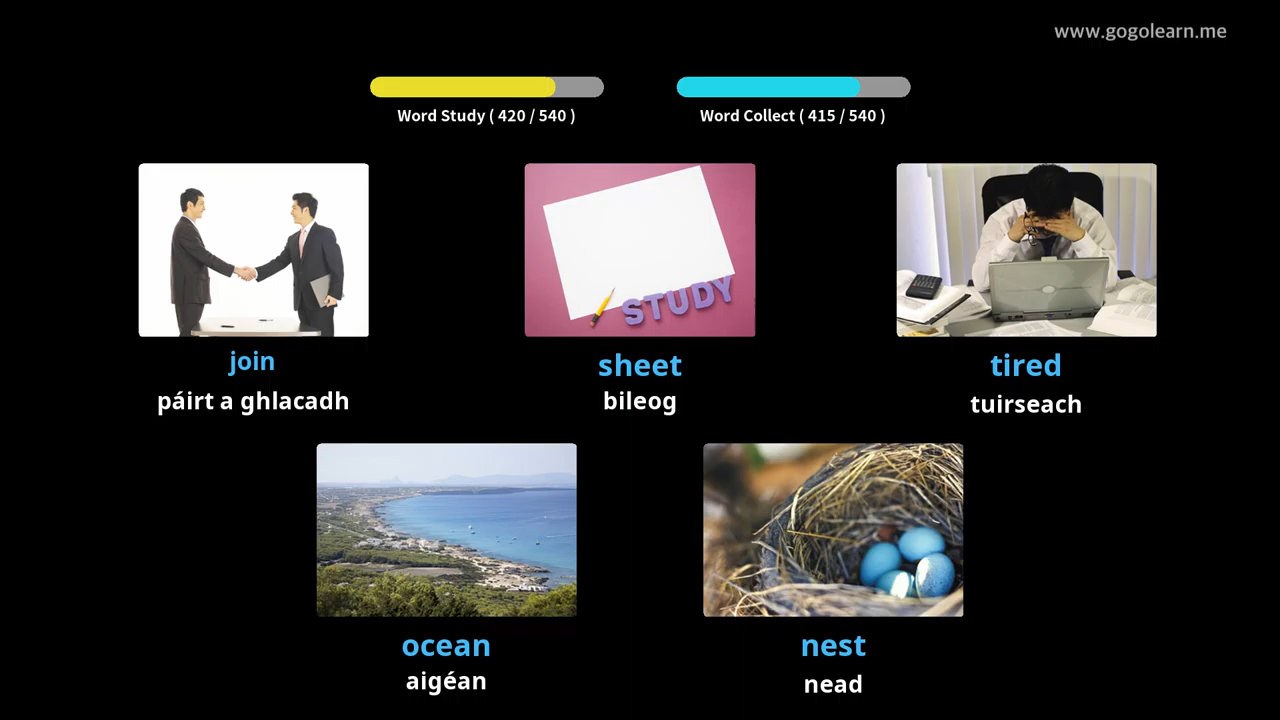 www.gogolearn.me
Word Study ( 420 / 540 )
Word Collect ( 415 / 540 )
STUDY
join
páirt a ghlacadh
sheet
bileog
tired
tuirseach
ocean
aigéan
nest
nead